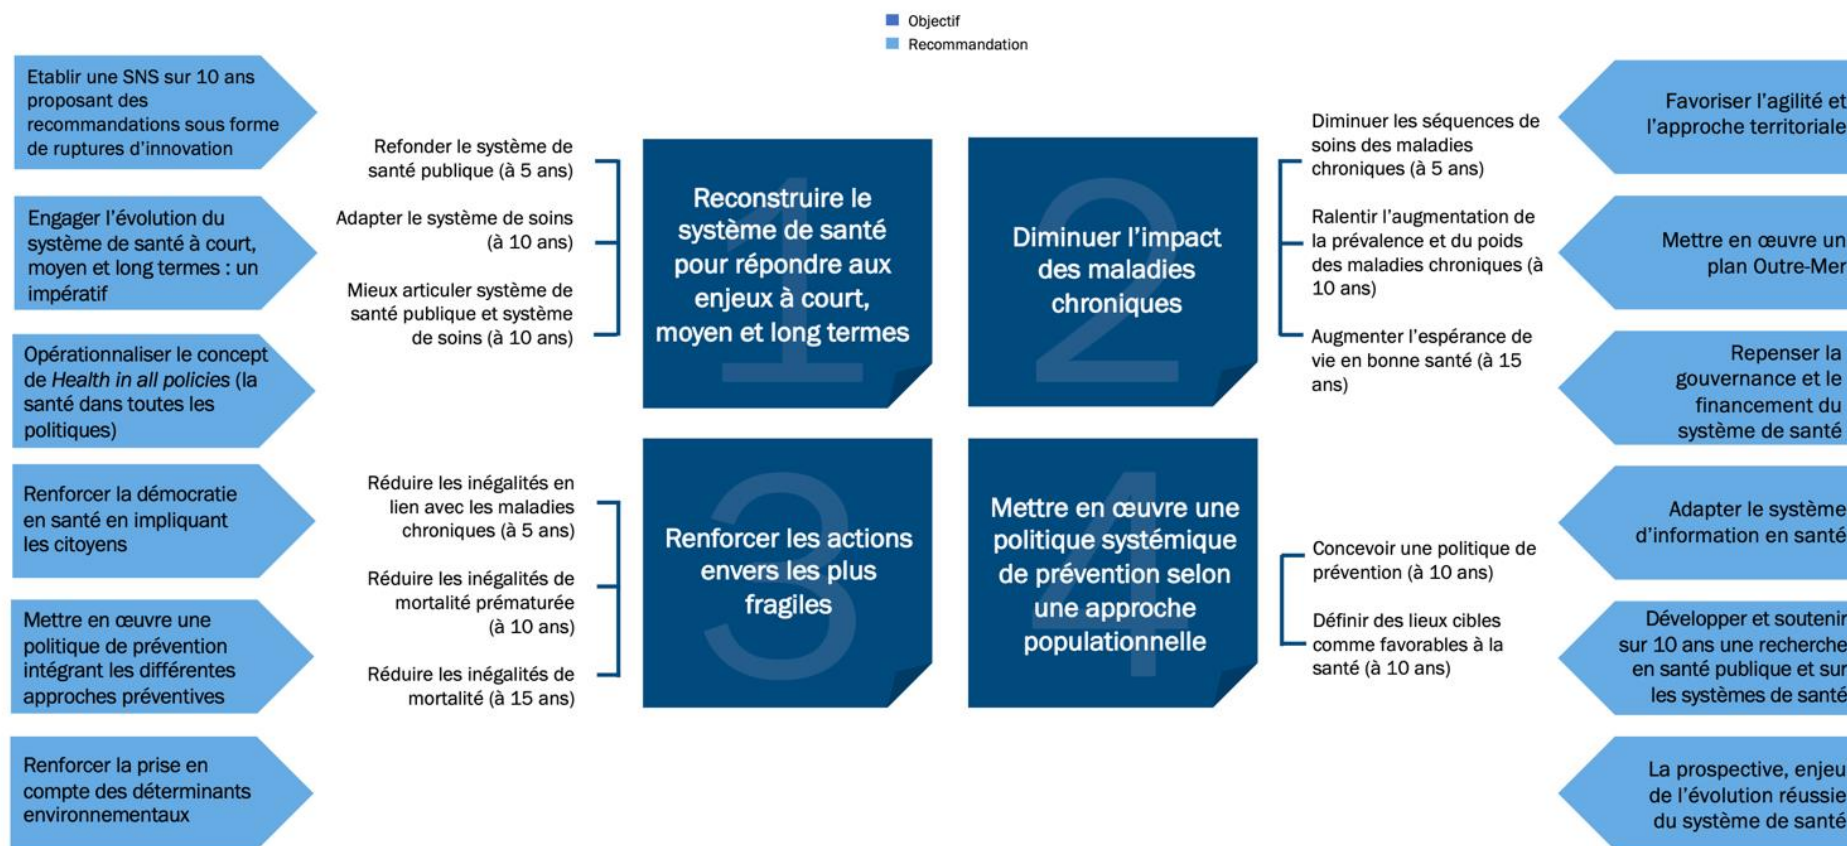 Objectif
Recommandation
Etablir une SNS sur 10 ans
proposant des
recommandations sous forme
de ruptures d'innovation
Engager l'évolution du
système de santé à court,
moyen et long termes : un
impératif
Opérationnaliser le concept
de Health in all policies (la
santé dans toutes les
politiques)
Renforcer la démocratie
en santé en impliquant
les citoyens
Mettre en œuvre une
politique de prévention
intégrant les différentes
approches préventives
Renforcer la prise en
compte des déterminants
environnementaux
Refonder le système de
santé publique (à 5 ans)
Adapter le système de soins
(à 10 ans)
Mieux articuler système de
santé publique et système
de soins (à 10 ans)
1
Reconstruire le
système de santé
pour répondre aux
enjeux à court,
moyen et long termes
2
Diminuer l'impact
des maladies
chroniques
Diminuer les séquences de
soins des maladies
chroniques (à 5 ans)
Ralentir l'augmentation de
la prévalence et du poids
des maladies chroniques (à
10 ans)
Augmenter l'espérance de
vie en bonne santé (à 15
ans)
Réduire les inégalités en
lien avec les maladies
chroniques (à 5 ans)
Réduire les inégalités de
mortalité prématurée
(à 10 ans)
Réduire les inégalités de
mortalité (à 15 ans)
3
Renforcer les actions
envers les plus
fragiles
4
Mettre en œuvre une
politique systémique
de prévention selon
une approche
populationnelle
Concevoir une politique de
prévention (à 10 ans)
Définir des lieux cibles
comme favorables à la
santé (à 10 ans)
Favoriser l'agilité et
l'approche territoriale
Mettre en œuvre un
plan Outre-Mer
Repenser la
gouvernance et le
financement du
système de santé
Adapter le système
d'information en santé
Développer et soutenir
sur 10 ans une recherche
en santé publique et sur
les systèmes de santé
La prospective, enjeu
de l'évolution réussie
du système de santé